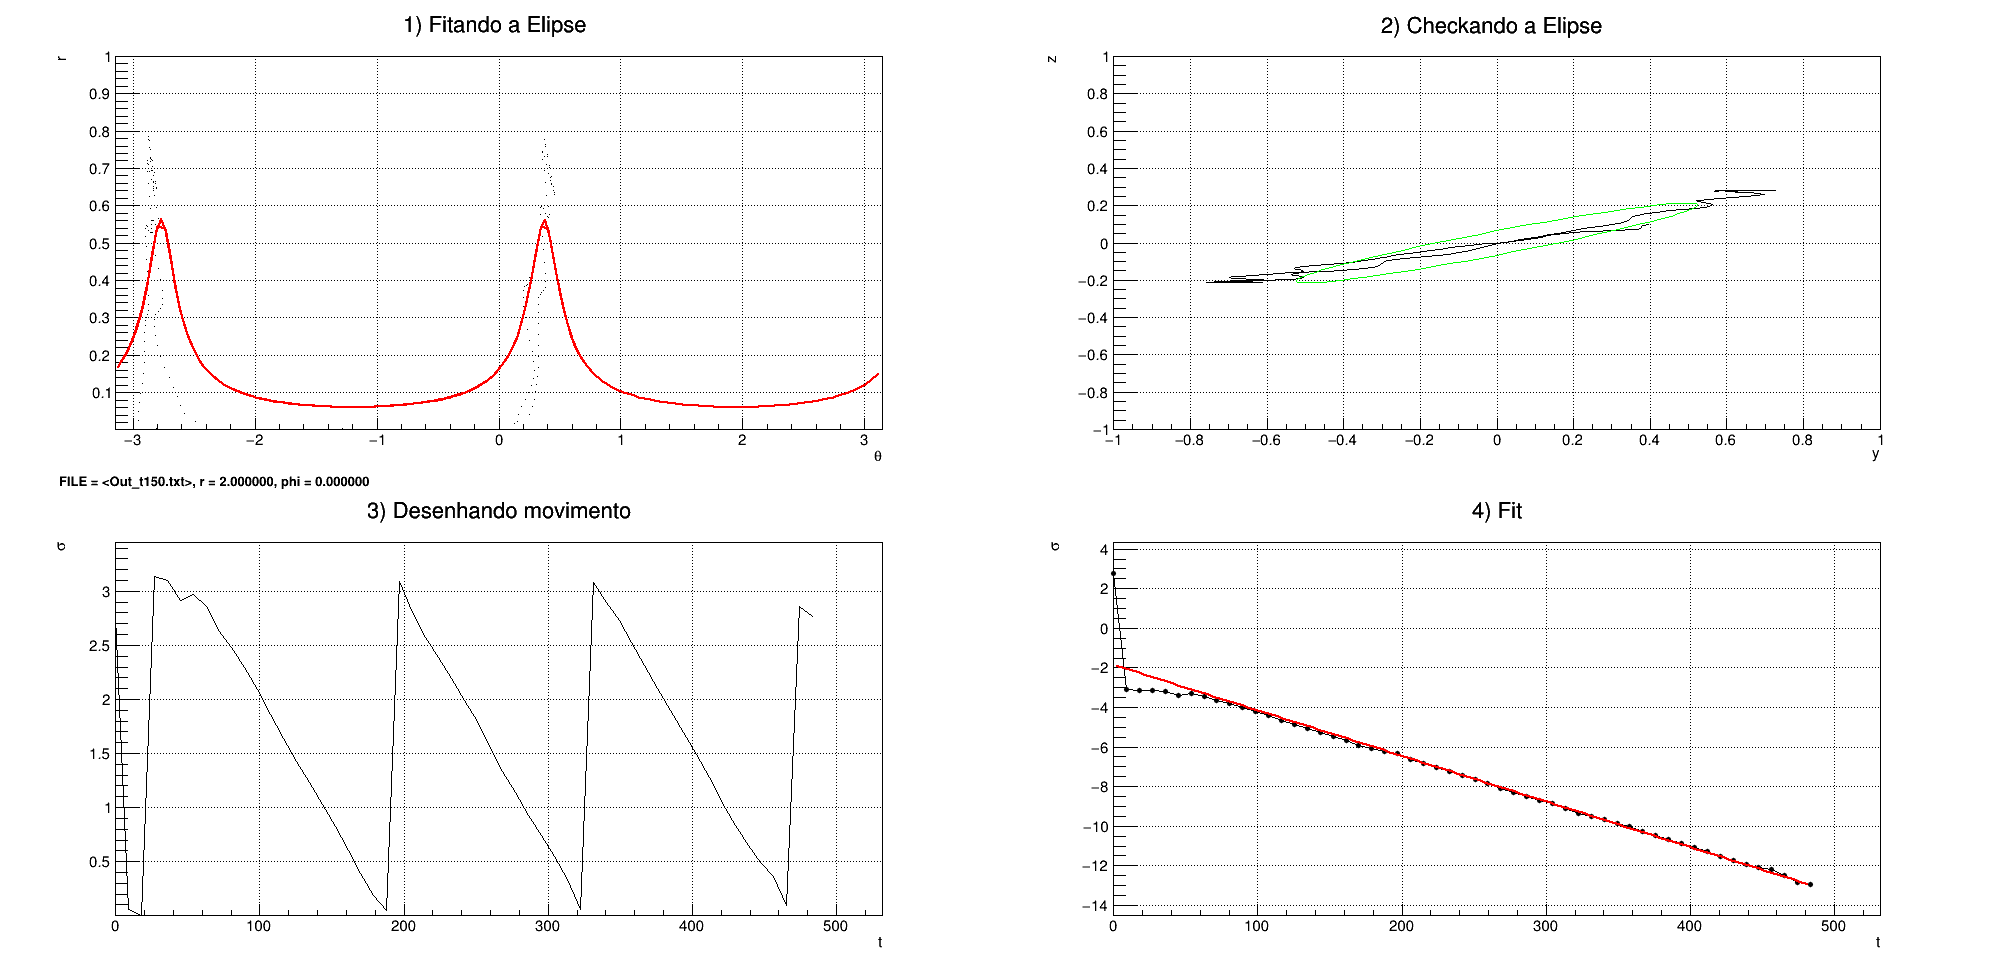 1) Fitando a Elipse
r
1
0.9
0.8
0.7
0.6
0.5
0.4
0.3
0.2
0.1
−3 −2 −1 0 1 2 3
θ
2) Checkando a Elipse
z
1
0.8
0.6
0.4
0.2
0
−0.2
−0.4
−0.6
−0.8
−1
−1 −0.8 −0.6 −0.4 −0.2 0 0.2 0.4 0.6 0.8 1
y
FILE = <Out_t150.txt>, r = 2.000000, phi = 0.000000
3) Desenhando movimento
σ
3
2.5
2
1.5
1
0.5
0 100 200 300 400 500
t
4) Fit
σ
4
2
0
−2
−4
−6
−8
−10
−12
−14
0 100 200 300 400 500
t